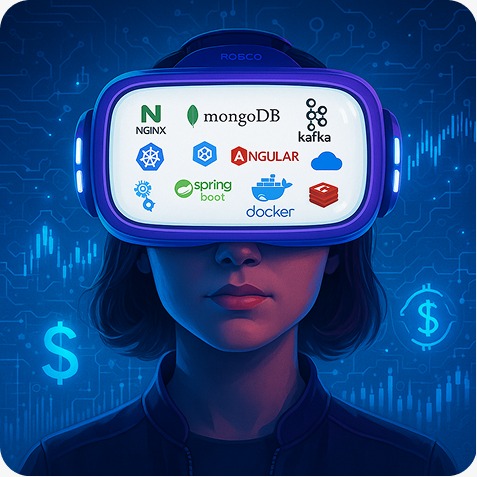 ROSCO
N
NGINX
mongoDB
kafka
ANGULAR
spring
boot
docker
$
$